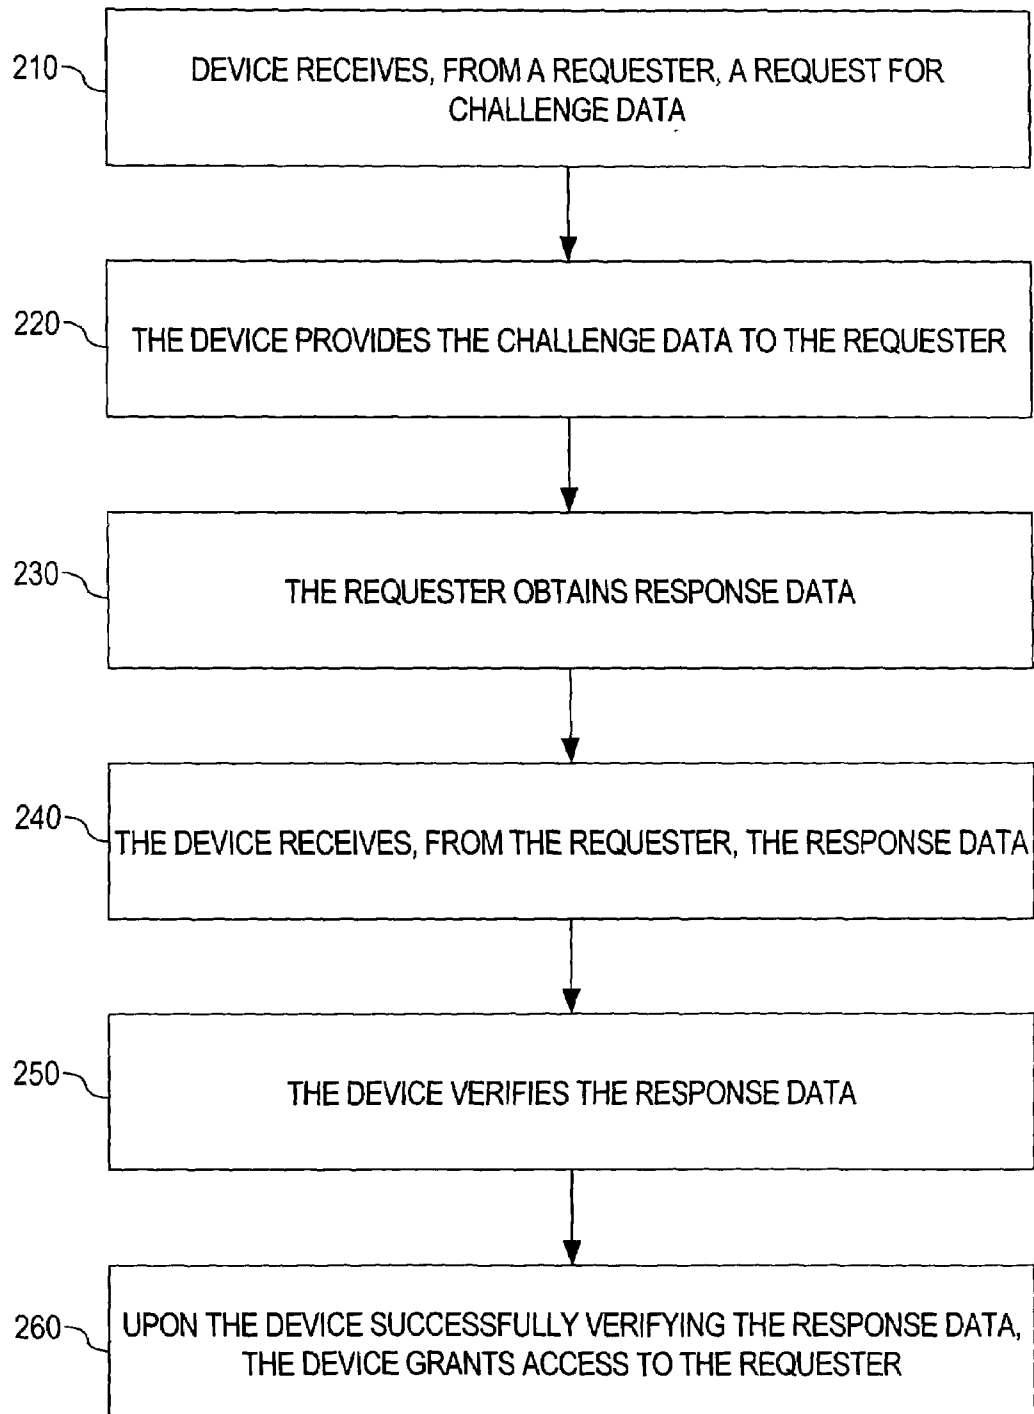 210
DEVICE RECEIVES, FROM A REQUESTER, A REQUEST FOR
CHALLENGE DATA
220
THE DEVICE PROVIDES THE CHALLENGE DATA TO THE REQUESTER
230
THE REQUESTER OBTAINS RESPONSE DATA
240
THE DEVICE RECEIVES, FROM THE REQUESTER, THE RESPONSE DATA
250
THE DEVICE VERIFIES THE RESPONSE DATA
260
UPON THE DEVICE SUCCESSFULLY VERIFYING THE RESPONSE DATA,
THE DEVICE GRANTS ACCESS TO THE REQUESTER